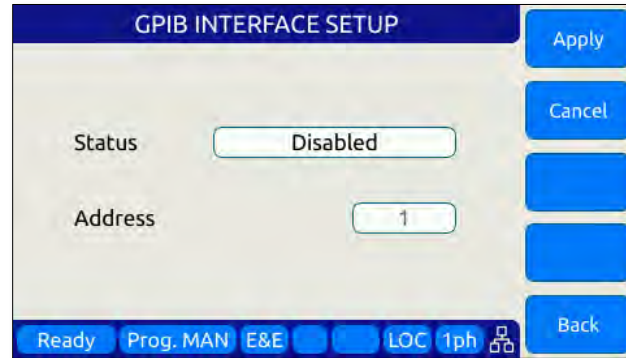 GPIB INTERFACE SETUP
Apply
Cancel
Status Disabled
Address 1
Back
Ready Prog. MAN E&E LOC 1ph